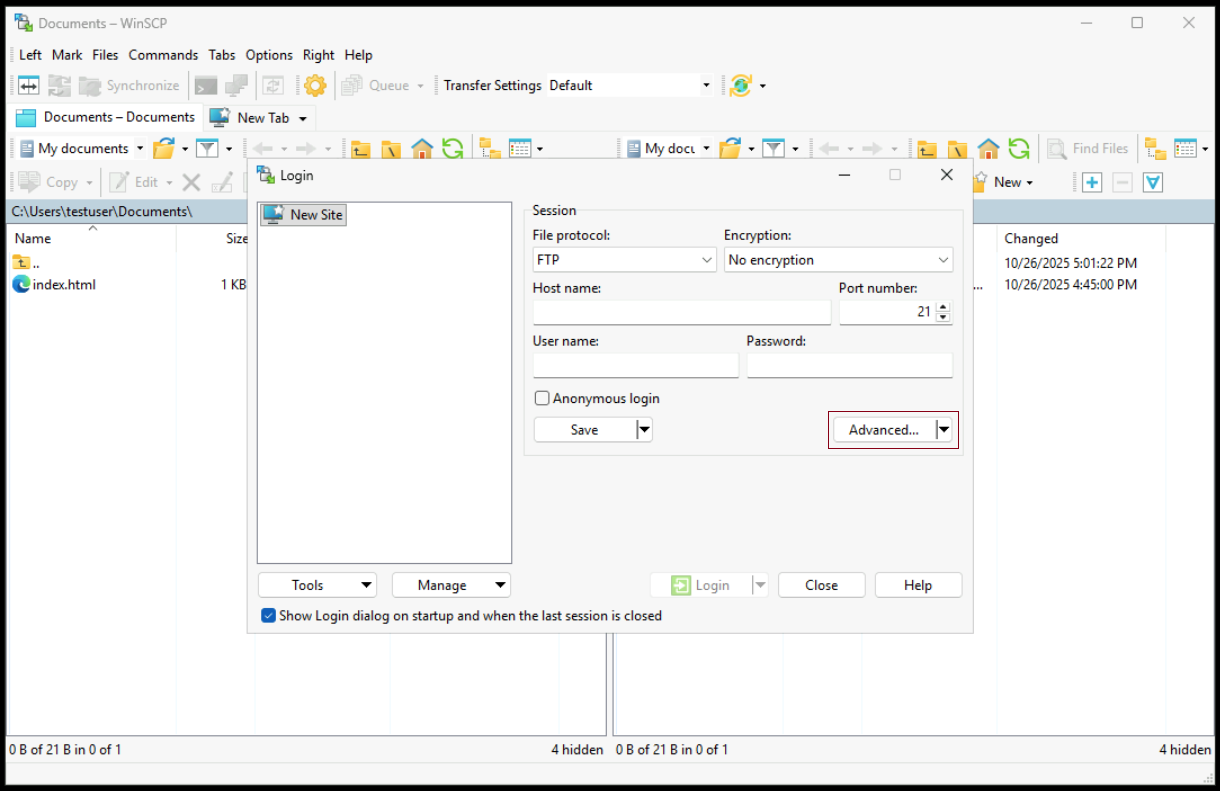 Documents – WinSCP
Left Mark Files Commands Tabs Options Right Help
Synchronize Queue Transfer Settings Default
Documents – Documents New Tab
My documents My docu Find Files
Copy Edit New
C:\Users\testuser\Documents\
Name Size Changed
.. 10/26/2025 5:01:22 PM
index.html 1 KB ... 10/26/2025 4:45:00 PM
Login
New Site
Session
File protocol: Encryption:
FTP No encryption
Host name: Port number:
21
User name: Password:
Anonymous login
Save Advanced...
Tools Manage Login Close Help
Show Login dialog on startup and when the last session is closed
0 B of 21 B in 0 of 1 4 hidden 0 B of 21 B in 0 of 1 4 hidden